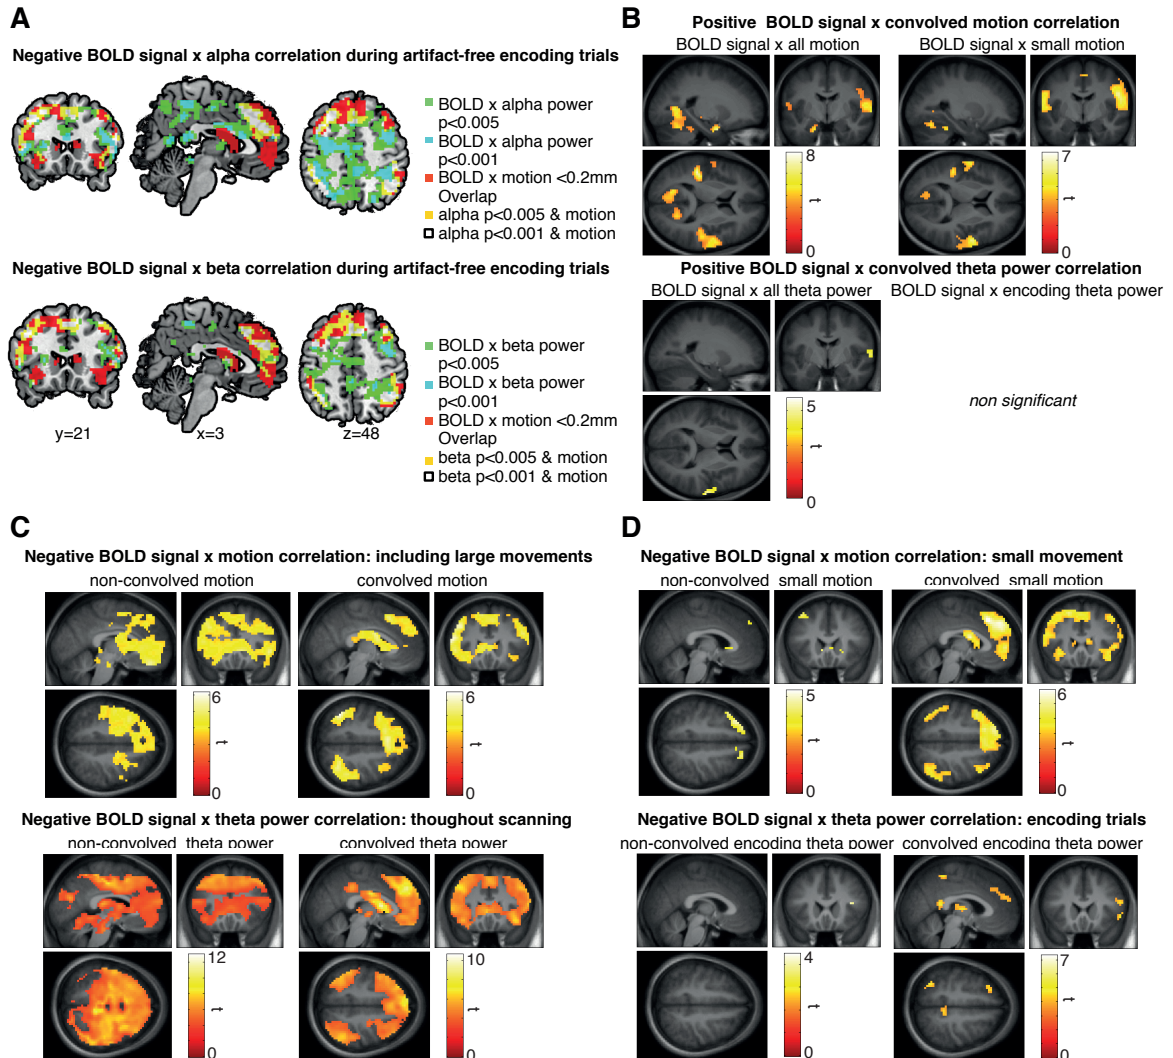 A
Negative BOLD signal x alpha correlation during artifact-free encoding trials
BOLD x alpha power
p<0.005
BOLD x alpha power
p<0.001
BOLD x motion <0.2mm
Overlap
alpha p<0.005 & motion
alpha p<0.001 & motion
Negative BOLD signal x beta correlation during artifact-free encoding trials
BOLD x beta power
p<0.005
BOLD x beta power
p<0.001
BOLD x motion <0.2mm
Overlap
beta p<0.005 & motion
beta p<0.001 & motion
y=21
x=3
z=48
B
Positive BOLD signal x convolved motion correlation
BOLD signal x all motion
BOLD signal x small motion
8
t
0
7
t
0
Positive BOLD signal x convolved theta power correlation
BOLD signal x all theta power
BOLD signal x encoding theta power
non significant
5
t
0
C
Negative BOLD signal x motion correlation: including large movements
non-convolved motion
convolved motion
6
t
0
6
t
0
Negative BOLD signal x theta power correlation: thoughout scanning
non-convolved theta power
convolved theta power
12
t
0
10
t
0
D
Negative BOLD signal x motion correlation: small movement
non-convolved small motion
convolved small motion
5
t
0
6
t
0
Negative BOLD signal x theta power correlation: encoding trials
non-convolved encoding theta power
convolved encoding theta power
4
t
0
7
t
0